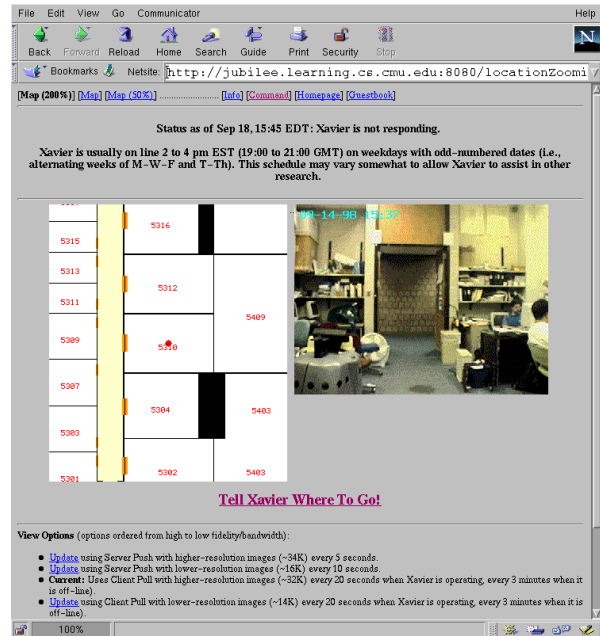 File Edit View Go Communicator Help
Back Forward Reload Home Search Guide Print Security Stop
N
Bookmarks Netsite: http://jubilee.learning.cs.cmu.edu:8080/locationZoomi
[Map (200%)] [Map] [Map (50%)] ........................ [Info] [Command] [Homepage] [Guestbook]
Status as of Sep 18, 15:45 EDT: Xavier is not responding.
Xavier is usually on line 2 to 4 pm EST (19:00 to 21:00 GMT) on weekdays with odd-numbered dates (i.e.,
alternating weeks of M-W-F and T-Th). This schedule may vary somewhat to allow Xavier to assist in other
research.
09-14-98 15:37
5316
5315
5313
5312
5311
5409
5309
5310
5307
5304
5403
5303
5301
5302
5403
Tell Xavier Where To Go!
View Options (options ordered from high to low fidelity/bandwidth):
Update using Server Push with higher-resolution images (~34K) every 5 seconds.
Update using Server Push with lower-resolution images (~16K) every 10 seconds.
Current: Uses Client Pull with higher-resolution images (~32K) every 20 seconds when Xavier is operating, every 3 minutes when it
is off-line).
Update using Client Pull with lower-resolution images (~14K) every 20 seconds when Xavier is operating, every 3 minutes when it is
off-line).
100%